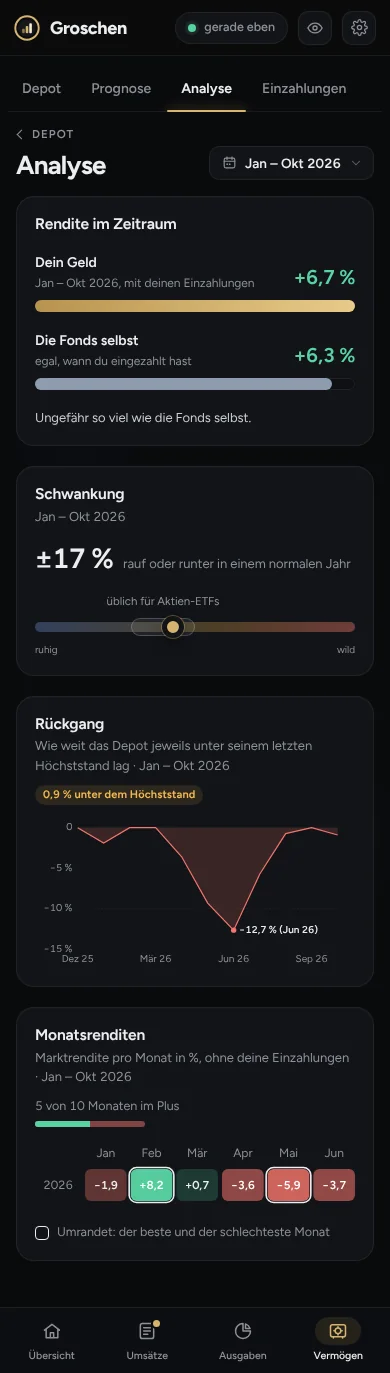 Groschen
gerade eben
Depot Prognose Analyse Einzahlungen
DEPOT
Analyse
Jan – Okt 2026
Rendite im Zeitraum
Dein Geld
Jan – Okt 2026, mit deinen Einzahlungen
+6,7 %
Die Fonds selbst
egal, wann du eingezahlt hast
+6,3 %
Ungefähr so viel wie die Fonds selbst.
Schwankung
Jan – Okt 2026
±17 % rauf oder runter in einem normalen Jahr
üblich für Aktien-ETFs
ruhig wild
Rückgang
Wie weit das Depot jeweils unter seinem letzten
Höchststand lag · Jan – Okt 2026
0,9 % unter dem Höchststand
0
−5 %
−10 %
−12,7 % (Jun 26)
−15 %
Dez 25 Mär 26 Jun 26 Sep 26
Monatsrenditen
Marktrendite pro Monat in %, ohne deine Einzahlungen
· Jan – Okt 2026
5 von 10 Monaten im Plus
Jan Feb Mär Apr Mai Jun
2026 −1,9 +8,2 +0,7 −3,6 −5,9 −3,7
Umrandet: der beste und der schlechteste Monat
Übersicht Umsätze Ausgaben Vermögen